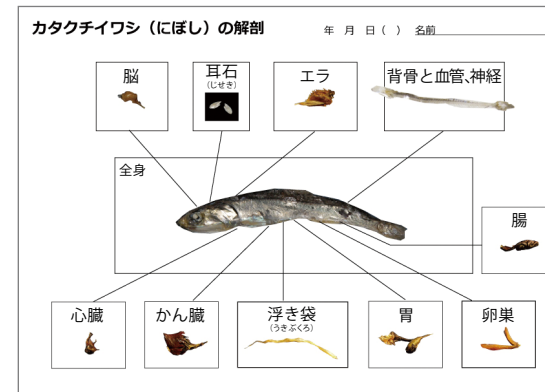 カタクチイワシ（にぼし）の解剖
年 月 日（ ） 名前
脳
耳石
（じせき）
エラ
背骨と血管、神経
全身
腸
心臓
かん臓
浮き袋
（うきぶくろ）
胃
卵巣